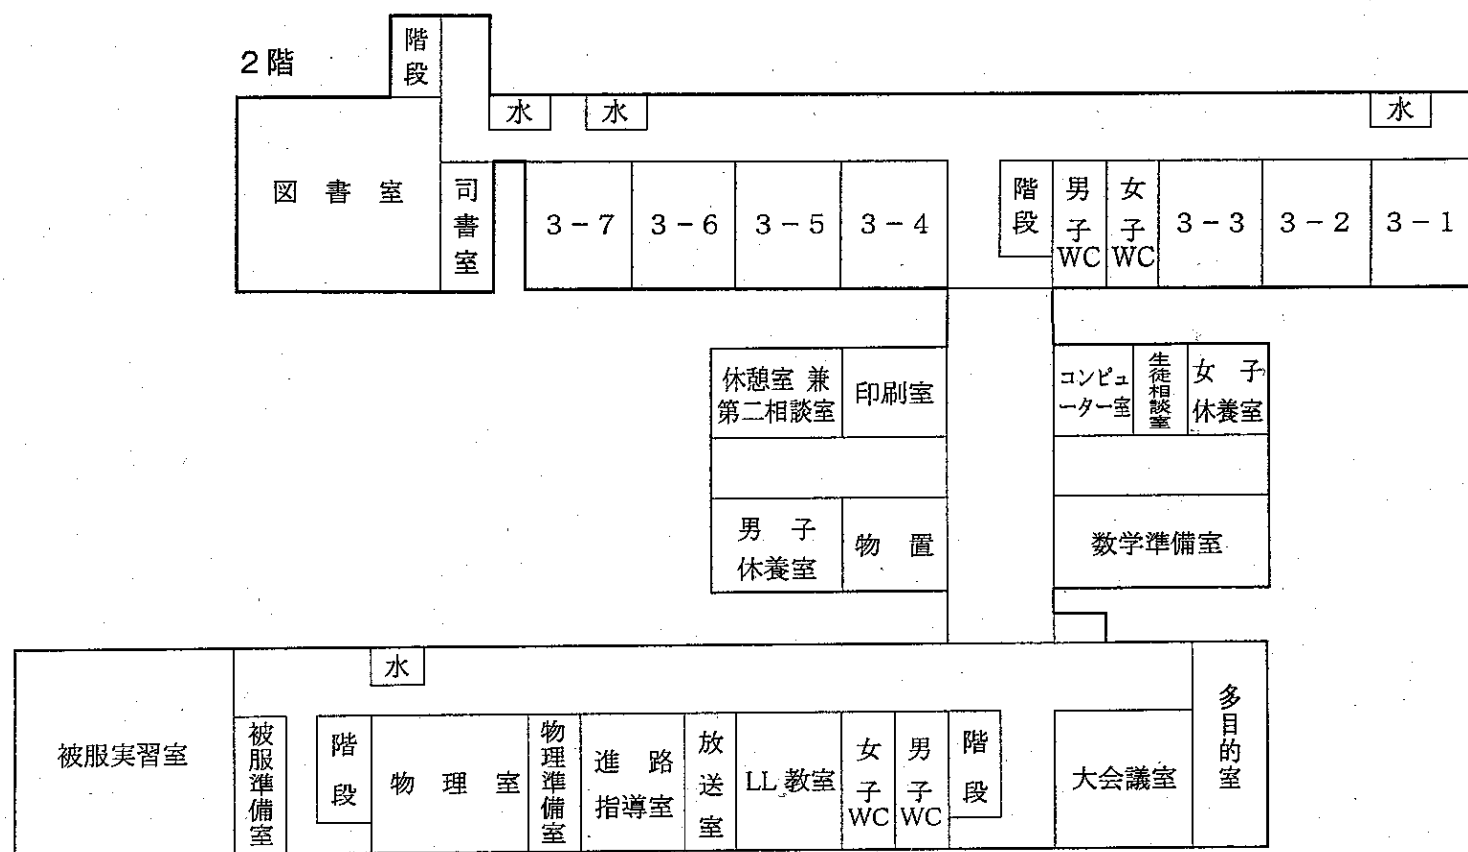 2階
階段
水
水
水
図書室
司書室
3-7
3-6
3-5
3-4
階段
男子WC
女子WC
3-3
3-2
3-1
休憩室 兼
第二相談室
印刷室
コンピュ
ーター室
生徒相談室
女子
休養室
男子
休養室
物置
数学準備室
水
被服実習室
被服準備室
階段
物理室
物理準備室
進路
指導室
放送室
LL教室
女子WC
男子WC
階段
大会議室
多目的室